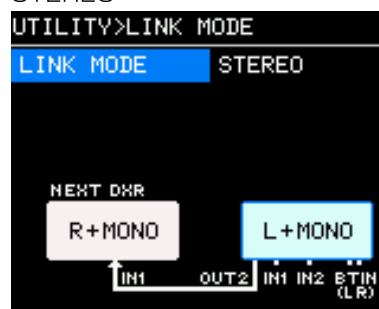 UTILITY>LINK MODE
LINK MODE STEREO
NEXT DXR
R+MONO L+MONO
IN1 OUT2 IN1 IN2 BTIN
(LR)